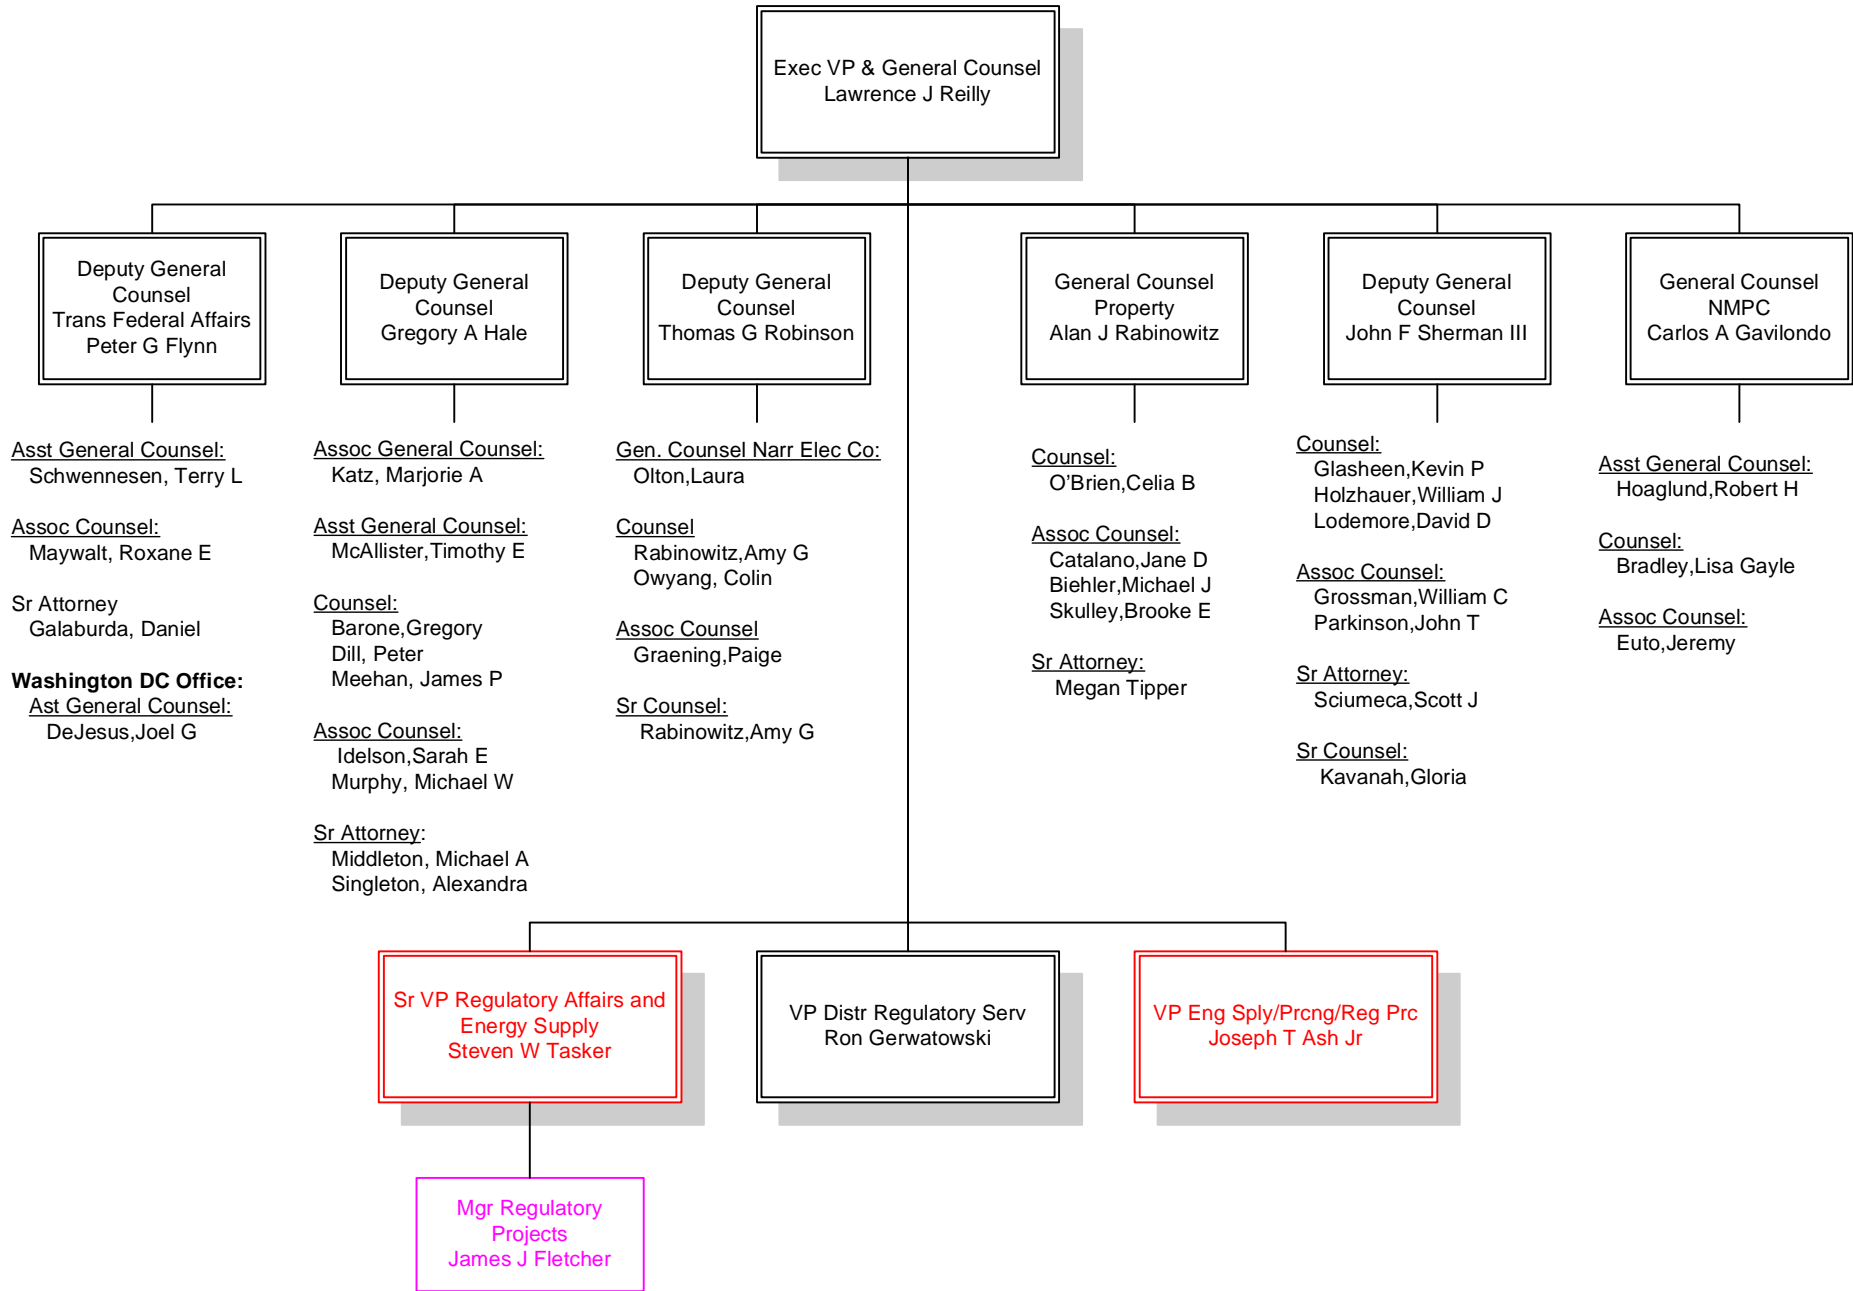 Exec VP & General Counsel
Lawrence J Reilly
Deputy General
Counsel
Trans Federal Affairs
Peter G Flynn
Deputy General
Counsel
Gregory A Hale
Deputy General
Counsel
Thomas G Robinson
General Counsel
Property
Alan J Rabinowitz
Deputy General
Counsel
John F Sherman III
General Counsel
NMPC
Carlos A Gavilondo
Asst General Counsel:
Schwennesen, Terry L
Assoc Counsel:
Maywalt, Roxane E
Sr Attorney
Galaburda, Daniel
Washington DC Office:
Ast General Counsel:
DeJesus,Joel G
Assoc General Counsel:
Katz, Marjorie A
Asst General Counsel:
McAllister,Timothy E
Counsel:
Barone,Gregory
Dill, Peter
Meehan, James P
Assoc Counsel:
Idelson,Sarah E
Murphy, Michael W
Sr Attorney:
Middleton, Michael A
Singleton, Alexandra
Gen. Counsel Narr Elec Co:
Olton,Laura
Counsel
Rabinowitz,Amy G
Owyang, Colin
Assoc Counsel
Graening,Paige
Sr Counsel:
Rabinowitz,Amy G
Counsel:
O'Brien,Celia B
Assoc Counsel:
Catalano,Jane D
Biehler,Michael J
Skulley,Brooke E
Sr Attorney:
Megan Tipper
Counsel:
Glasheen,Kevin P
Holzhauer,William J
Lodemore,David D
Assoc Counsel:
Grossman,William C
Parkinson,John T
Sr Attorney:
Sciumeca,Scott J
Sr Counsel:
Kavanah,Gloria
Asst General Counsel:
Hoaglund,Robert H
Counsel:
Bradley,Lisa Gayle
Assoc Counsel:
Euto,Jeremy
Sr VP Regulatory Affairs and
Energy Supply
Steven W Tasker
VP Distr Regulatory Serv
Ron Gerwatowski
VP Eng Sply/Prcng/Reg Prc
Joseph T Ash Jr
Mgr Regulatory
Projects
James J Fletcher